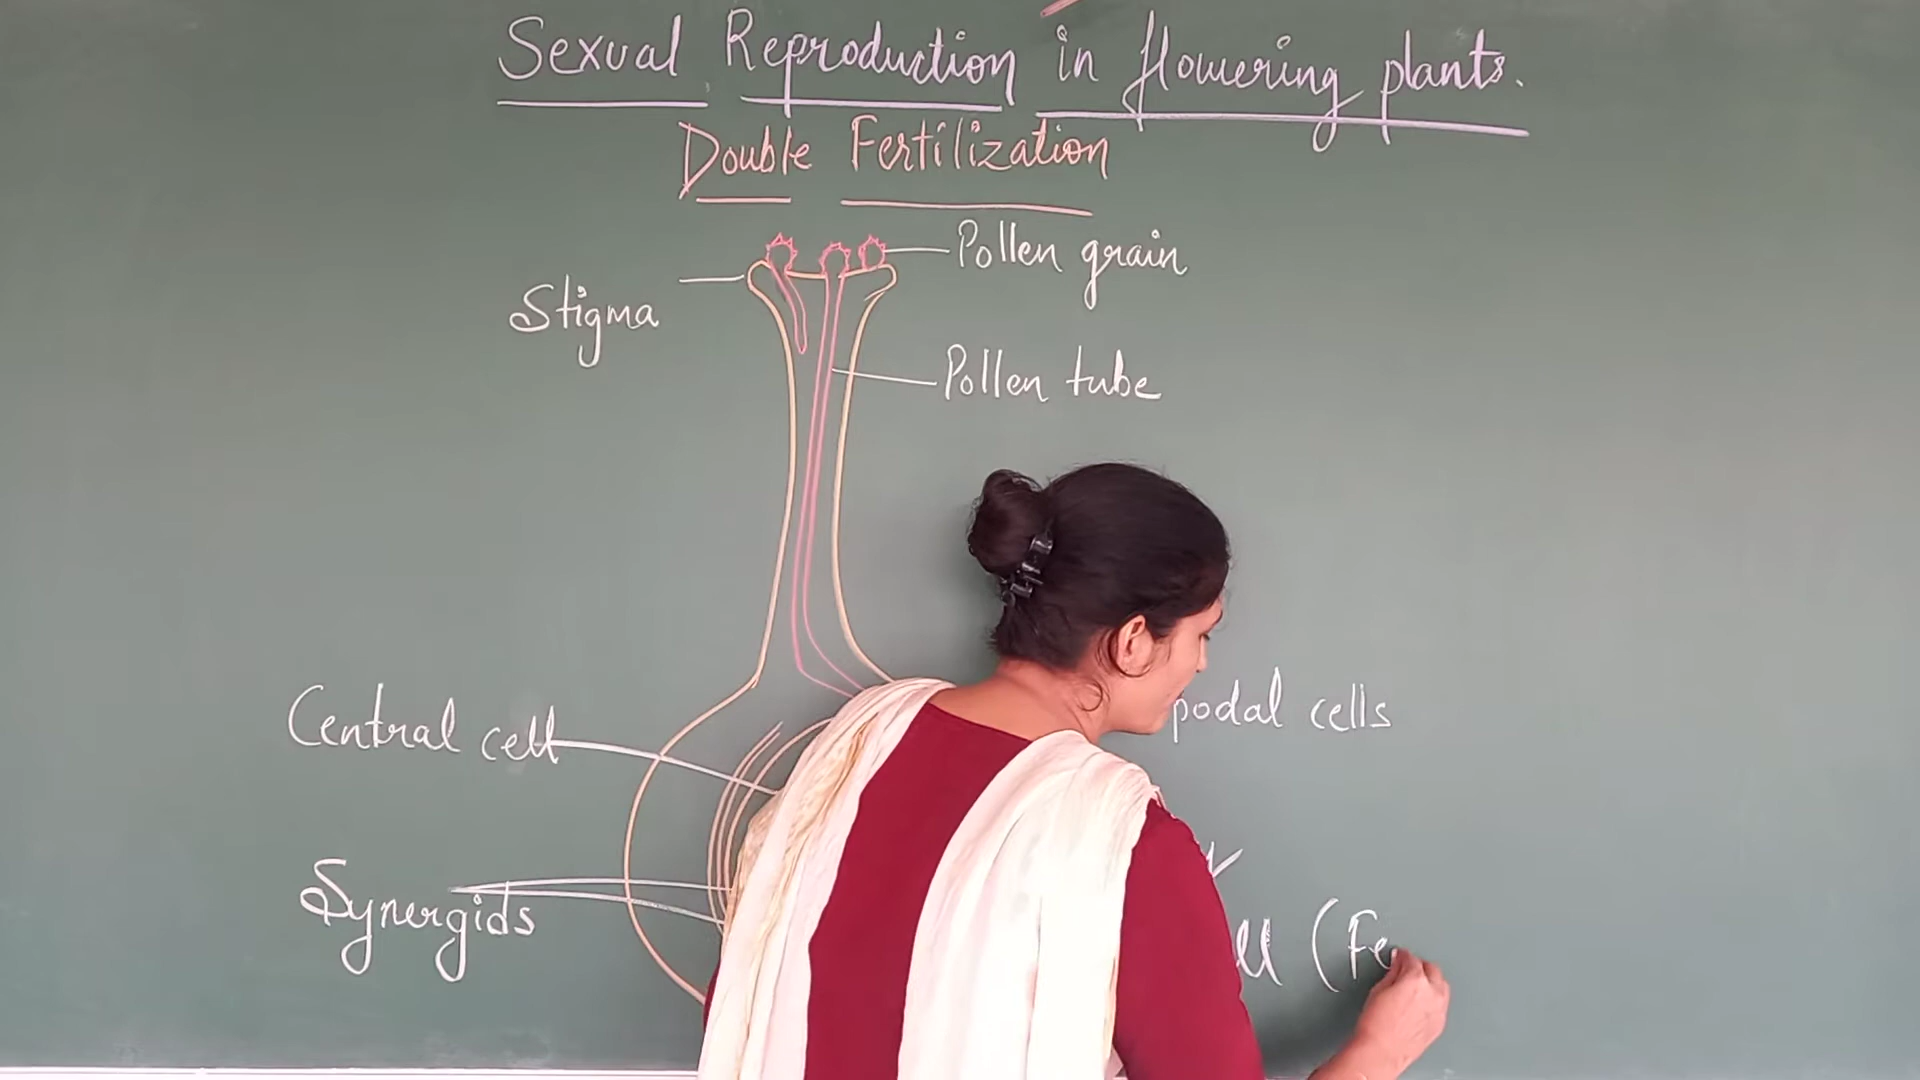 Sexual Reproduction in flowering plants.
Double Fertilization
Pollen grain
Stigma
Pollen tube
podal cells
Central cell
Synergids
ll (Fe